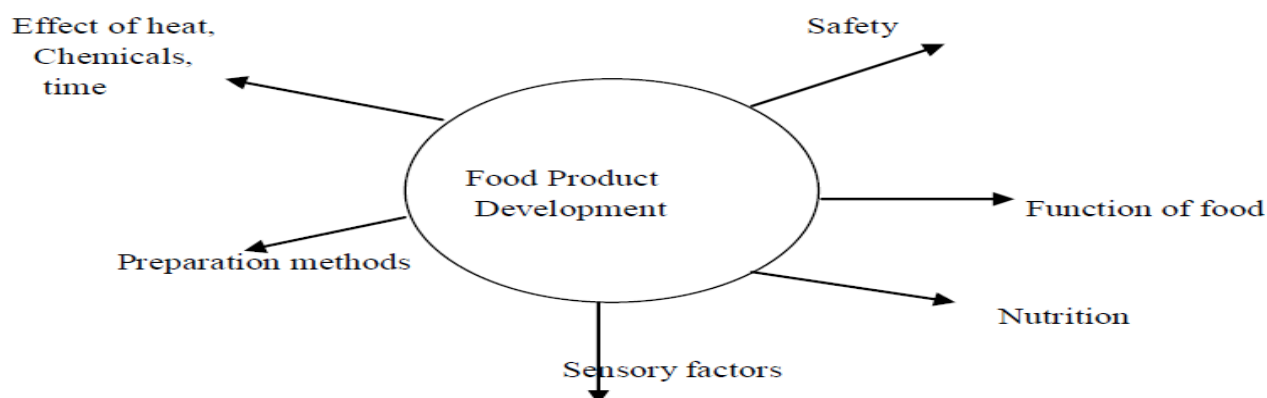 Effect of heat,
Chemicals,
time
Safety
Food Product
Development
Function of food
Preparation methods
Nutrition
Sensory factors